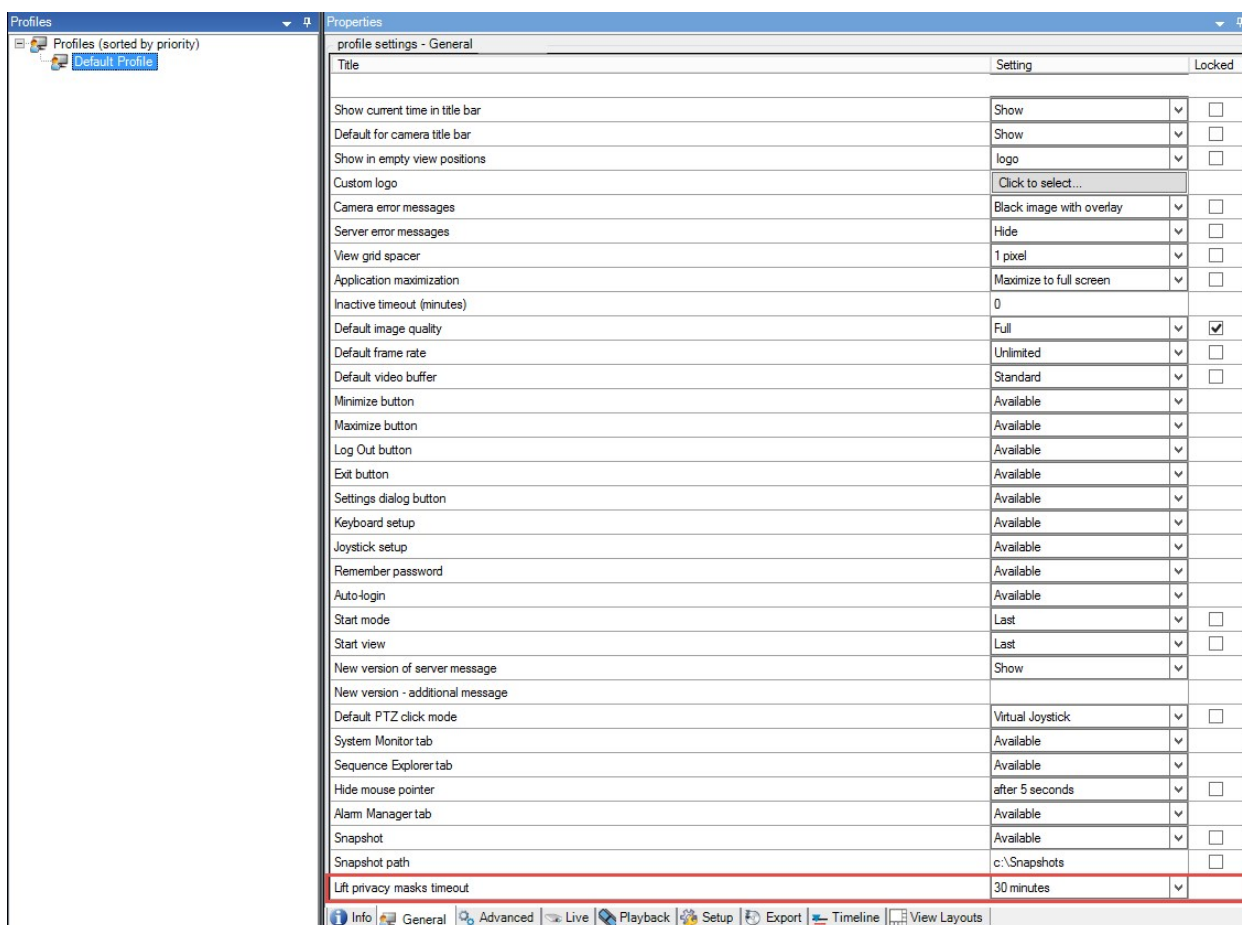 Profiles
Properties
Profiles (sorted by priority)
Default Profile
profile settings - General
Title Setting Locked
Show current time in title bar Show
Default for camera title bar Show
Show in empty view positions logo
Custom logo Click to select...
Camera error messages Black image with overlay
Server error messages Hide
View grid spacer 1 pixel
Application maximization Maximize to full screen
Inactive timeout (minutes) 0
Default image quality Full
Default frame rate Unlimited
Default video buffer Standard
Minimize button Available
Maximize button Available
Log Out button Available
Exit button Available
Settings dialog button Available
Keyboard setup Available
Joystick setup Available
Remember password Available
Auto-login Available
Start mode Last
Start view Last
New version of server message Show
New version - additional message
Default PTZ click mode Virtual Joystick
System Monitor tab Available
Sequence Explorer tab Available
Hide mouse pointer after 5 seconds
Alarm Manager tab Available
Snapshot Available
Snapshot path c:\Snapshots
Lift privacy masks timeout 30 minutes
Info General Advanced Live Playback Setup Export Timeline View Layouts